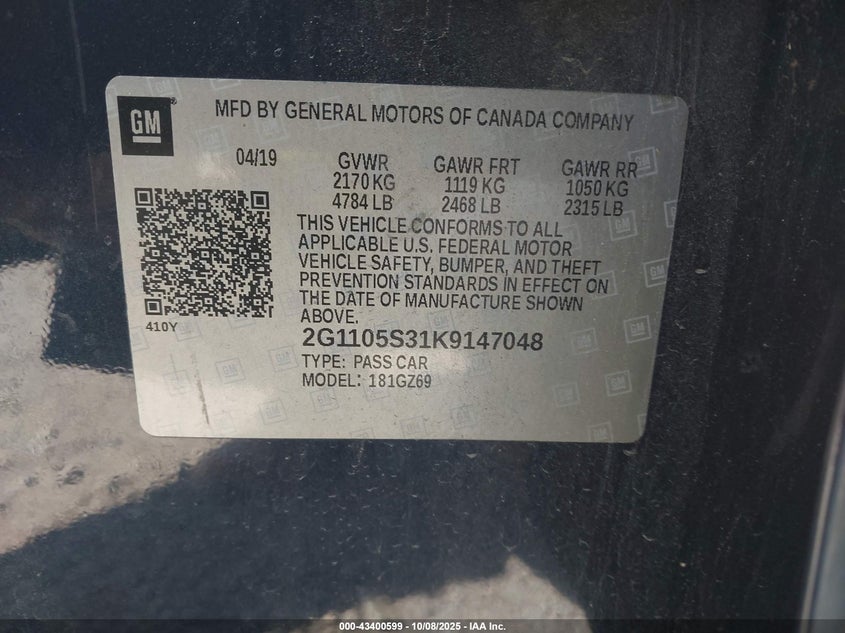 GM
MFD BY GENERAL MOTORS OF CANADA COMPANY
04/19 GVWR GAWR FRT GAWR RR
2170 KG 1119 KG 1050 KG
4784 LB 2468 LB 2315 LB
THIS VEHICLE CONFORMS TO ALL
APPLICABLE U.S. FEDERAL MOTOR
VEHICLE SAFETY, BUMPER, AND THEFT
PREVENTION STANDARDS IN EFFECT ON
THE DATE OF MANUFACTURE SHOWN
ABOVE.
410Y
2G1105S31K9147048
TYPE: PASS CAR
MODEL: 181GZ69
000-43400599 - 10/08/2025 - IAA Inc.